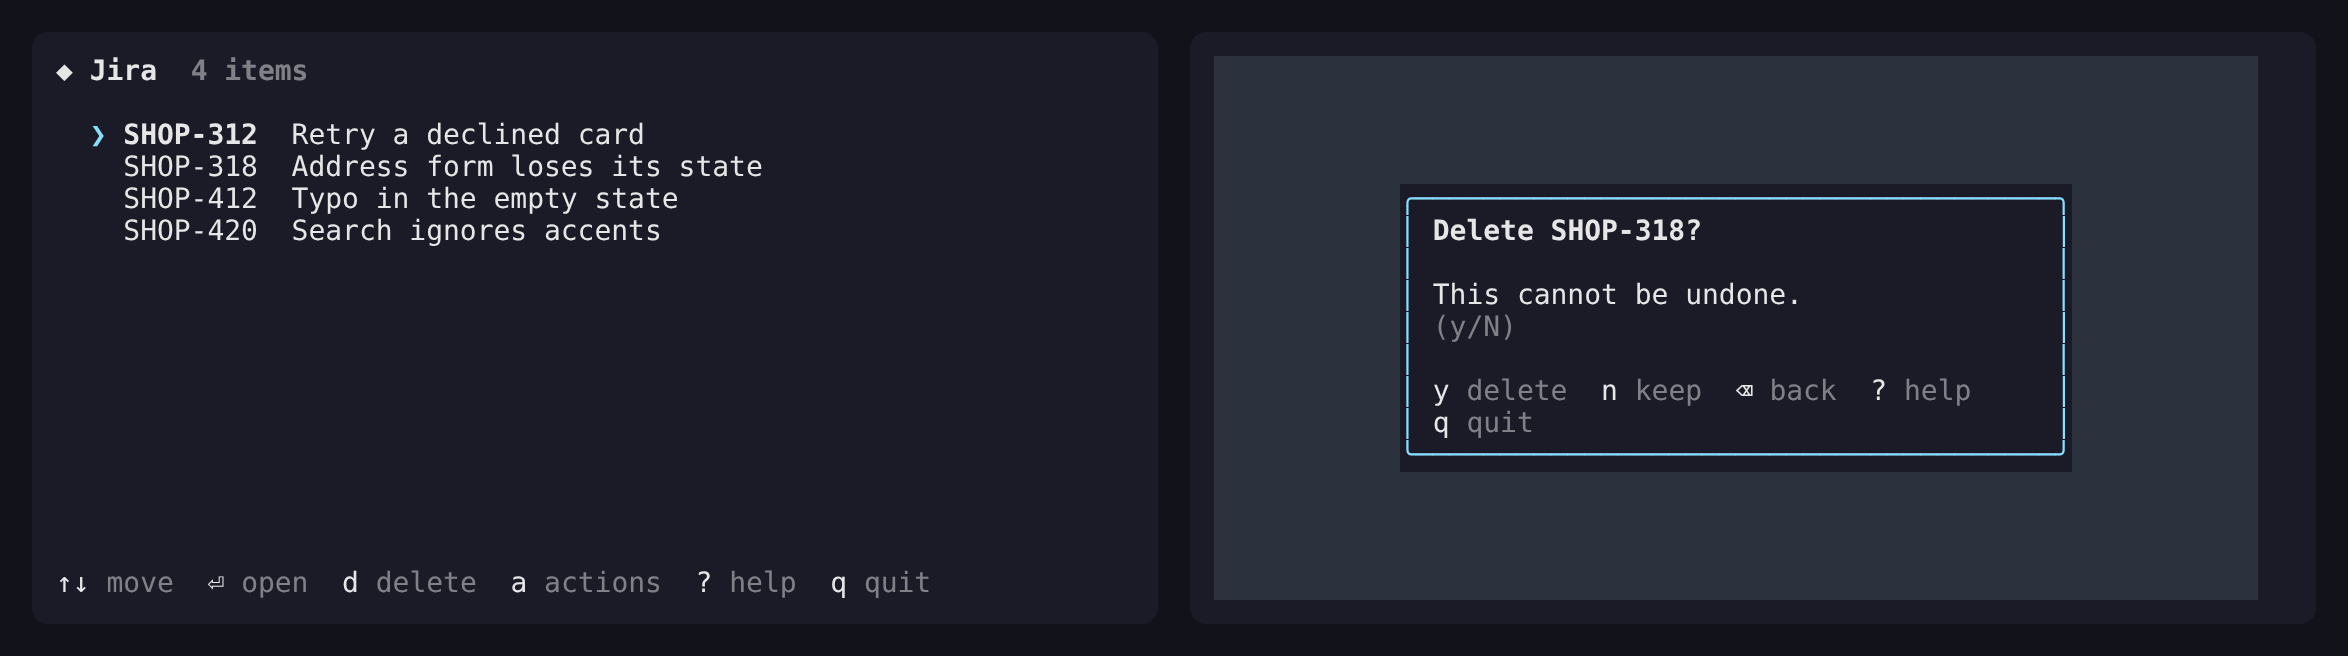 ◆ Jira  4 items
❯ SHOP-312  Retry a declined card
SHOP-318  Address form loses its state
SHOP-412  Typo in the empty state
SHOP-420  Search ignores accents
↑↓ move  ⏎ open  d delete  a actions  ? help  q quit
Delete SHOP-318?
This cannot be undone.
(y/N)
y delete  n keep  ⌫ back  ? help
q quit